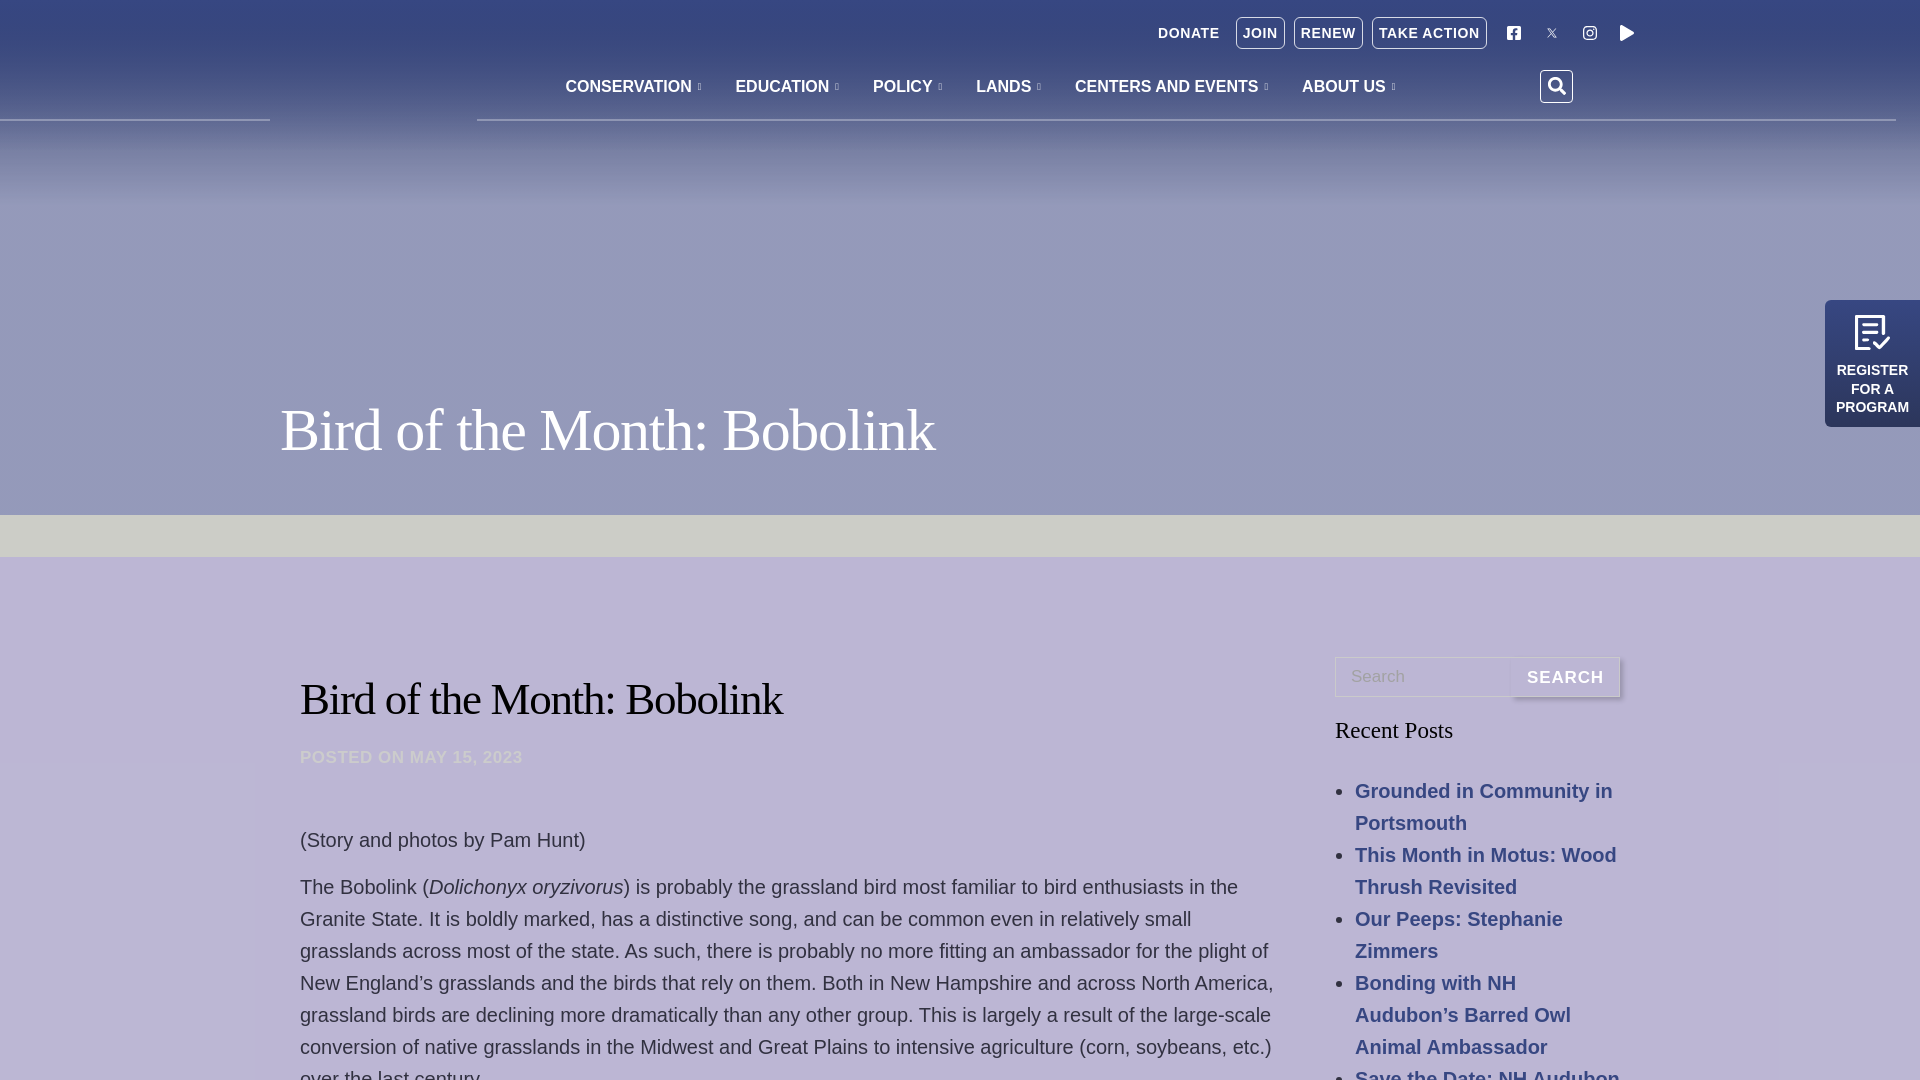 DONATE JOIN RENEW TAKE ACTION
CONSERVATION EDUCATION POLICY LANDS CENTERS AND EVENTS ABOUT US
REGISTER
FOR A
PROGRAM
Bird of the Month: Bobolink
Bird of the Month: Bobolink
POSTED ON MAY 15, 2023
(Story and photos by Pam Hunt)
The Bobolink (Dolichonyx oryzivorus) is probably the grassland bird most familiar to bird enthusiasts in the
Granite State. It is boldly marked, has a distinctive song, and can be common even in relatively small
grasslands across most of the state. As such, there is probably no more fitting an ambassador for the plight of
New England’s grasslands and the birds that rely on them. Both in New Hampshire and across North America,
grassland birds are declining more dramatically than any other group. This is largely a result of the large-scale
conversion of native grasslands in the Midwest and Great Plains to intensive agriculture (corn, soybeans, etc.)
over the last century.
Search SEARCH
Recent Posts
Grounded in Community in
Portsmouth
This Month in Motus: Wood
Thrush Revisited
Our Peeps: Stephanie
Zimmers
Bonding with NH
Audubon’s Barred Owl
Animal Ambassador
Save the Date: NH Audubon